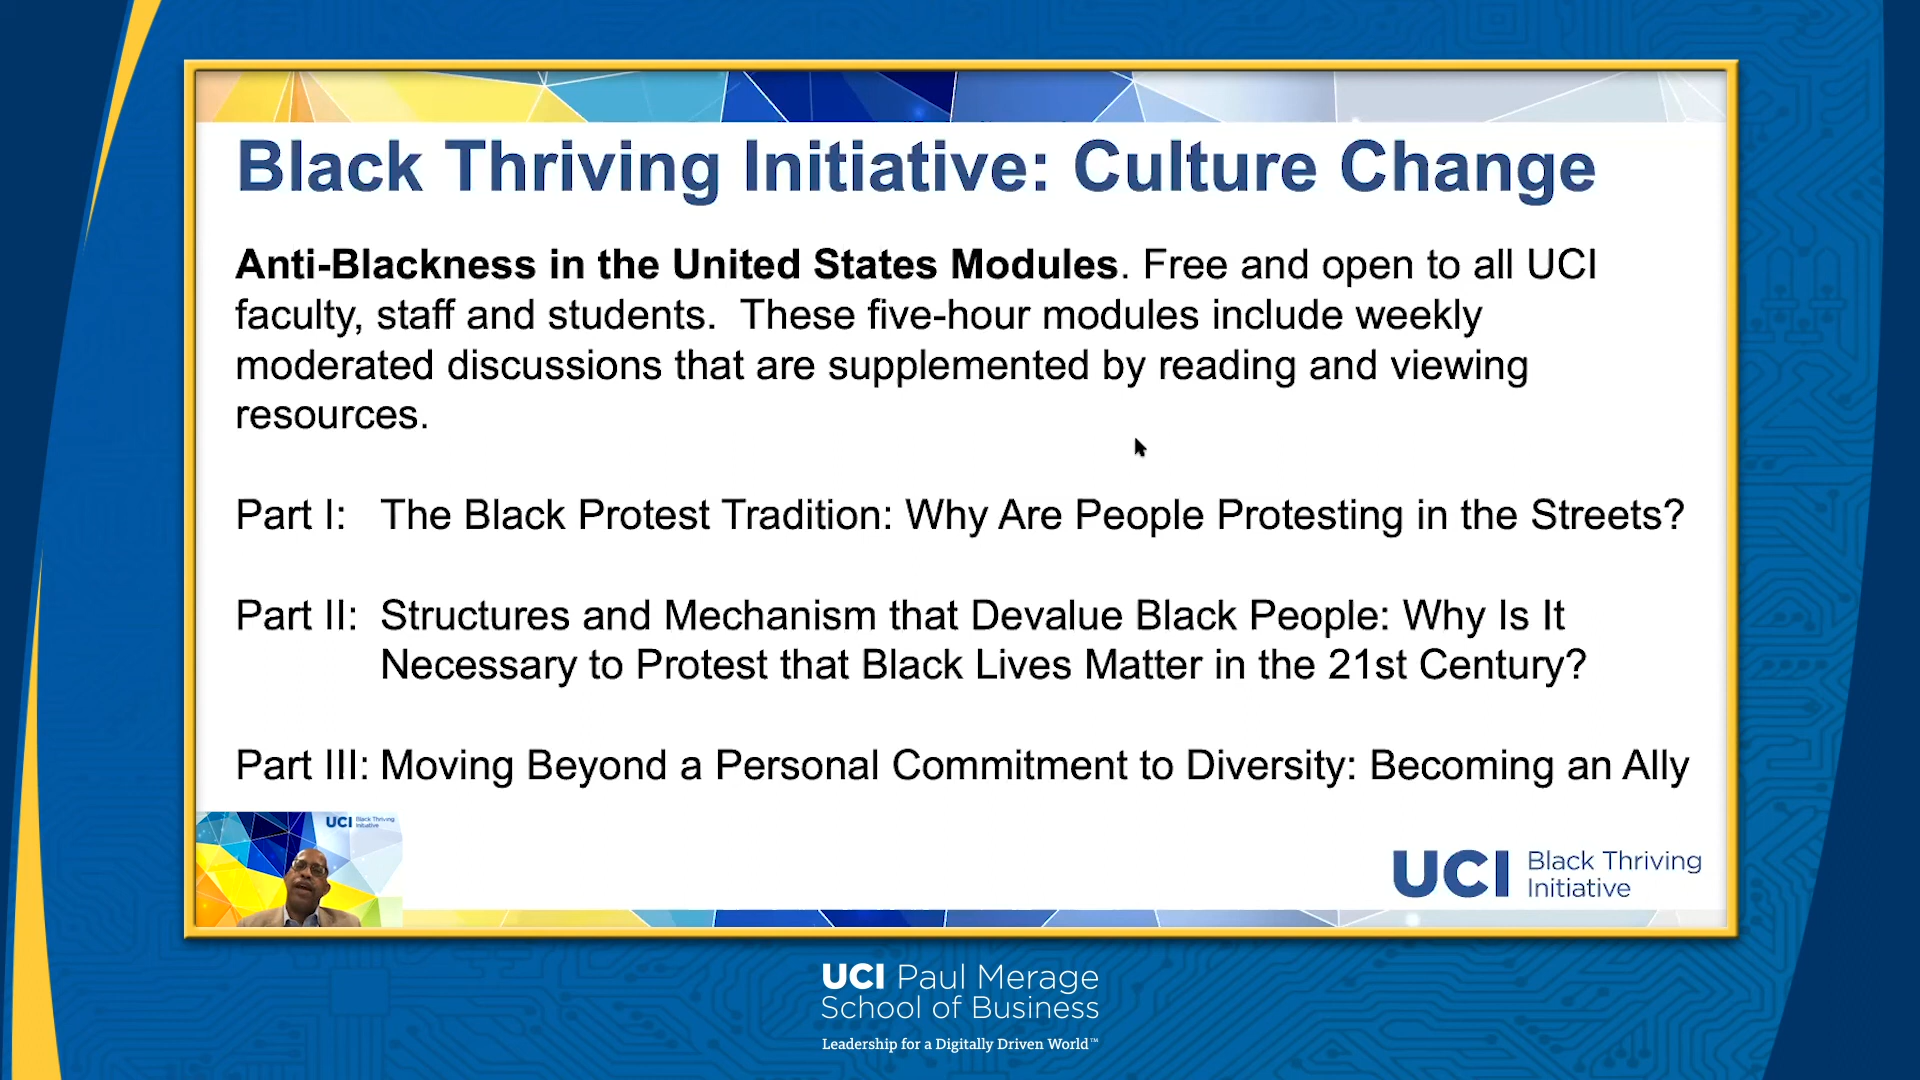 Black Thriving Initiative: Culture Change
Anti-Blackness in the United States Modules. Free and open to all UCI
faculty, staff and students.  These five-hour modules include weekly
moderated discussions that are supplemented by reading and viewing
resources.
Part I: The Black Protest Tradition: Why Are People Protesting in the Streets?
Part II: Structures and Mechanism that Devalue Black People: Why Is It
Necessary to Protest that Black Lives Matter in the 21st Century?
Part III: Moving Beyond a Personal Commitment to Diversity: Becoming an Ally
UCI Black Thriving
Initiative
UCI Black Thriving
Initiative
UCI Paul Merage
School of Business
Leadership for a Digitally Driven World™